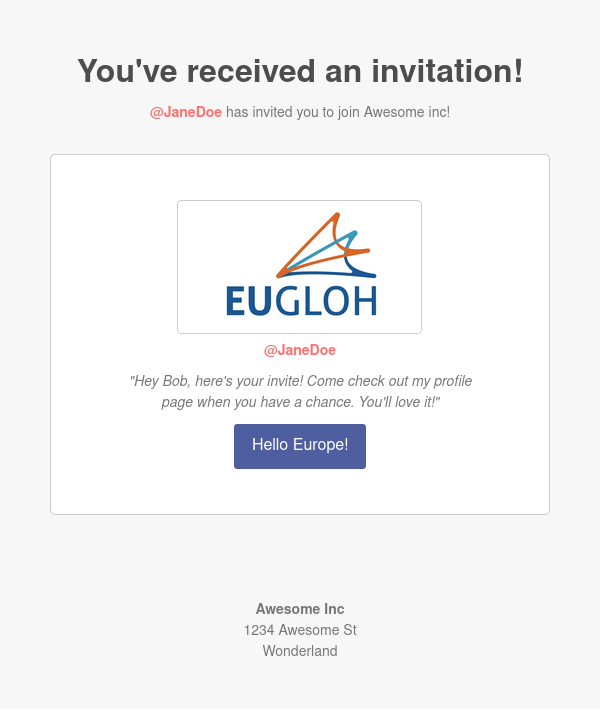 You've received an invitation!
@JaneDoe has invited you to join Awesome inc!
EUGLOH
@JaneDoe
"Hey Bob, here's your invite! Come check out my profile
page when you have a chance. You'll love it!"
Hello Europe!
Awesome Inc
1234 Awesome St
Wonderland